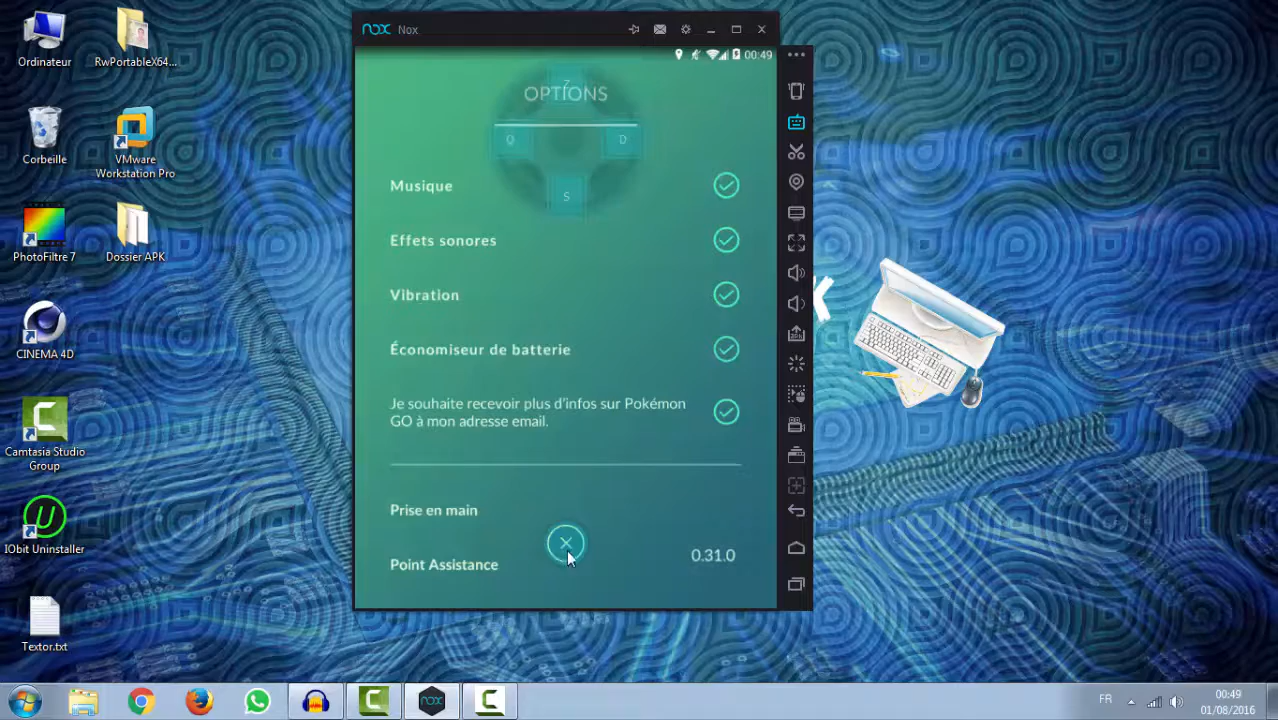 Ordinateur
RwPortableX64...
Corbeille
VMware
Workstation Pro
PhotoFiltre 7
Dossier APK
CINEMA 4D
Camtasia Studio
Group
IObit Uninstaller
Textor.txt
nox Nox
00:49
Z
OPTIONS
Q
D
S
Musique
Effets sonores
Vibration
Économiseur de batterie
Je souhaite recevoir plus d'infos sur Pokémon
GO à mon adresse email.
Prise en main
0.31.0
Point Assistance
nox
FR
00:49
01/08/2016